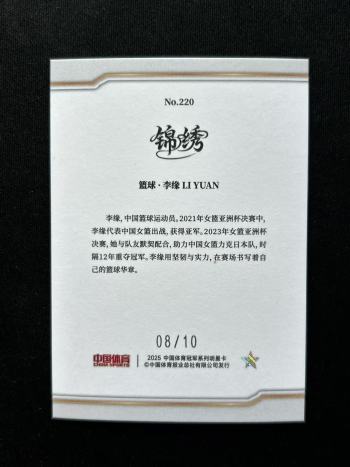 No.220
锦绣
篮球·李缘 LI YUAN
李缘,中国篮球运动员。2021年女篮亚洲杯决赛中,
李缘代表中国女篮出战,获得亚军。2023年女篮亚洲杯
决赛,她与队友默契配合,助力中国女篮力克日本队,时
隔12年重夺冠军。李缘用坚韧与实力,在赛场书写着自
己的篮球华章。
08/10
中国体育
CHINA SPORTS
2025 中国体育冠军系列明星卡
©中国体育报业总社有限公司发行